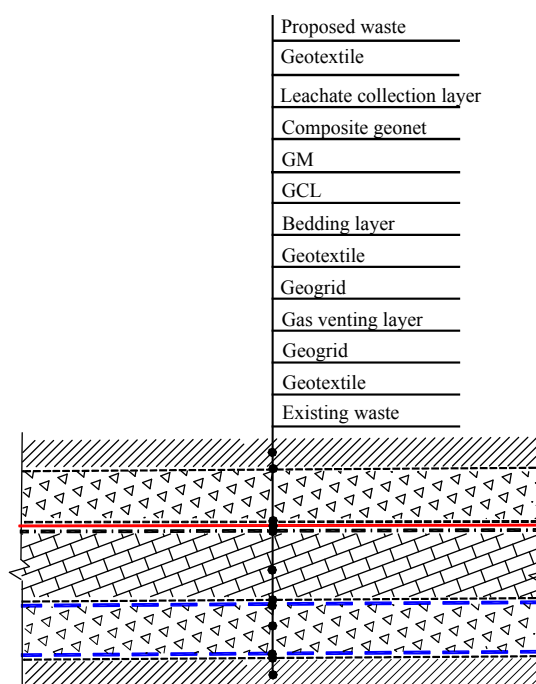 Proposed waste
Geotextile
Leachate collection layer
Composite geonet
GM
GCL
Bedding layer
Geotextile
Geogrid
Gas venting layer
Geogrid
Geotextile
Existing waste